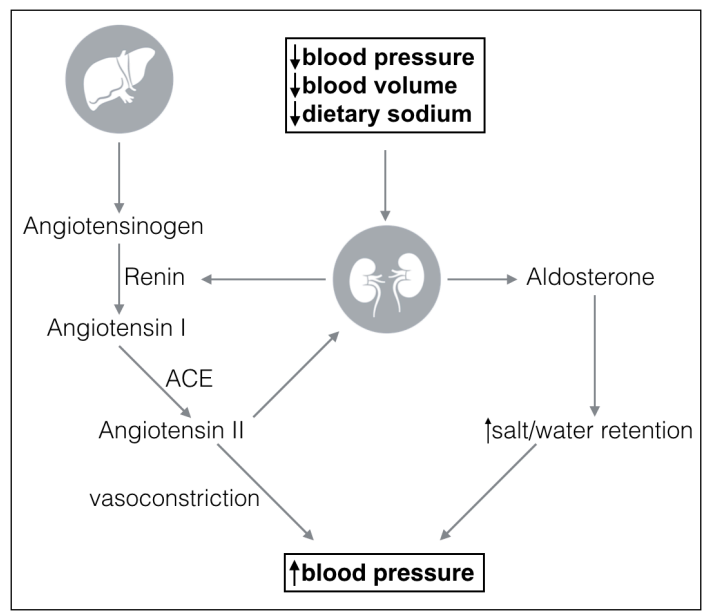 ↓blood pressure
↓blood volume
↓dietary sodium
Angiotensinogen
Renin
Aldosterone
Angiotensin I
ACE
Angiotensin II
↑salt/water retention
vasoconstriction
↑blood pressure